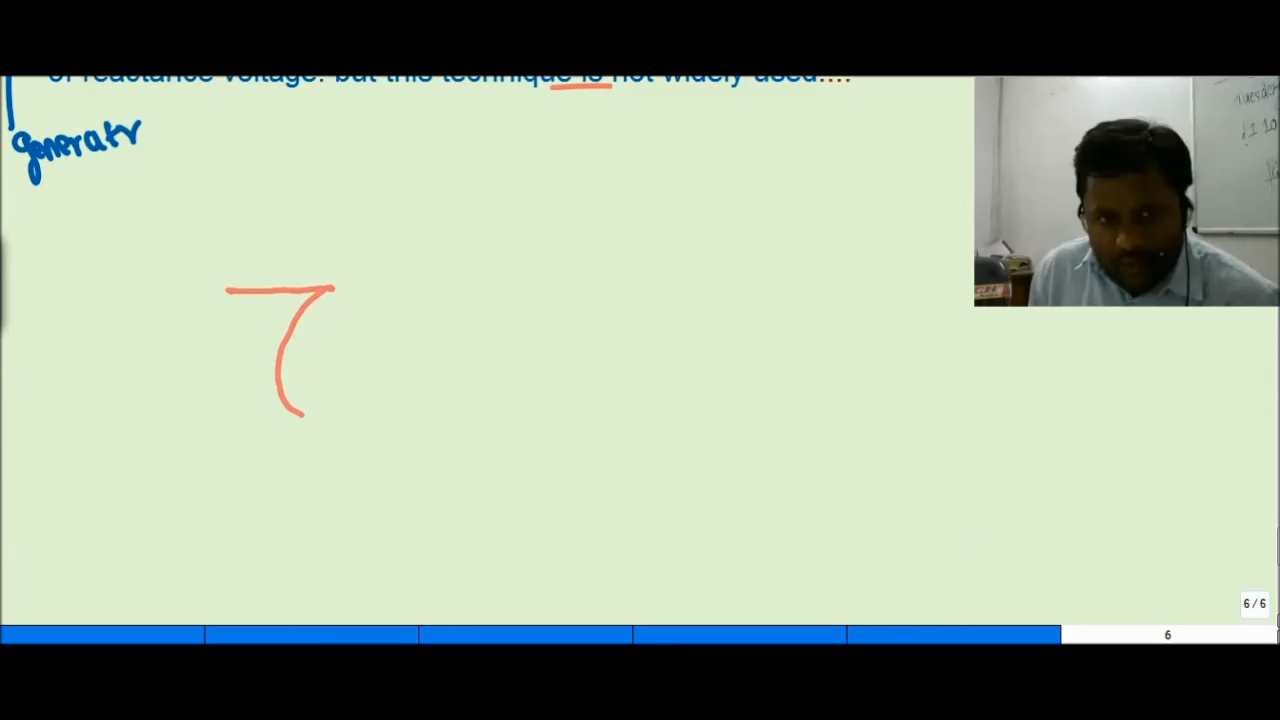 of reactance voltage. but this technique is not widely used....
generatr
6/6
6